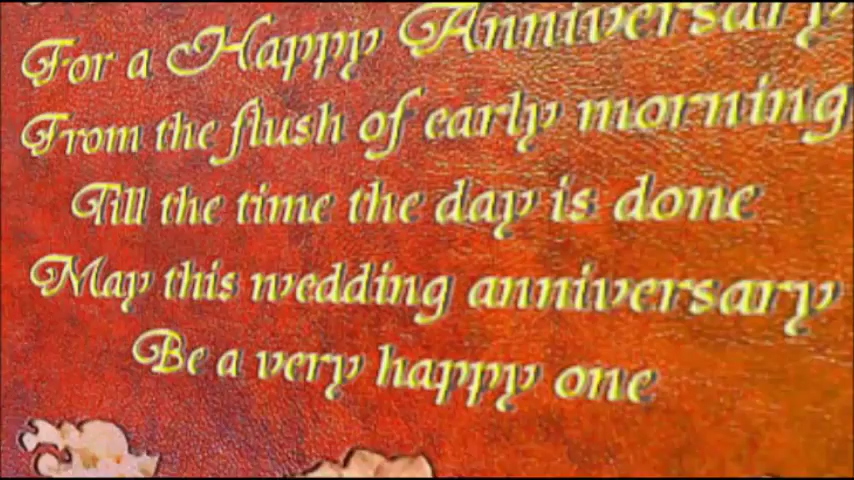 For a Happy Anniversary
From the flush of early morning
Till the time the day is done
May this wedding anniversary
Be a very happy one